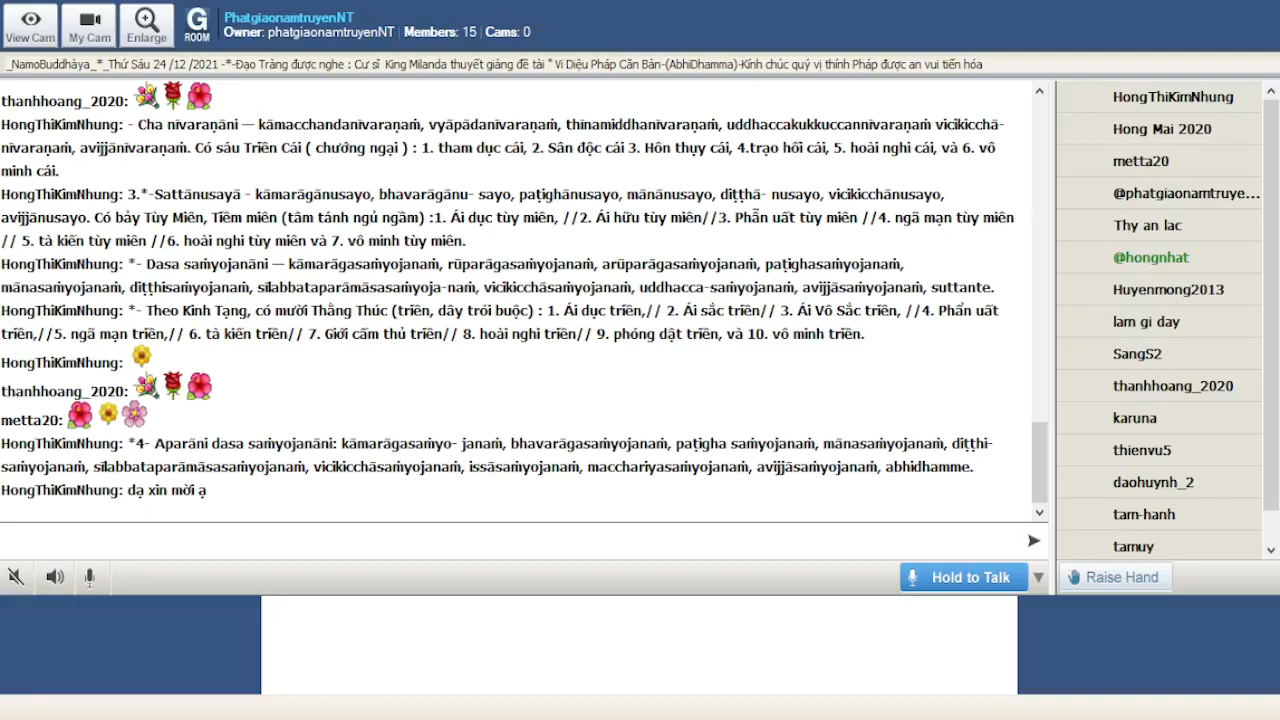 View Cam
My Cam
Enlarge
G
ROOM
PhatgiaonamtruyenNT
Owner: phatgiaonamtruyenNT | Members: 15 | Cams: 0
_NamoBuddhàya_*_Thứ Sáu 24 /12 /2021 -*-Đạo Tràng được nghe : Cư sĩ King Milanda thuyết giảng đề tài " Vi Diệu Pháp Căn Bản-(AbhiDhamma)-Kính chúc quý vị thính Pháp được an vui tiến hóa
thanhhoang_2020:
HongThiKimNhung: - Cha nīvaraṇāni — kāmacchandanīvaraṇaṁ, vyāpādanīvaraṇaṁ, thīnamiddhanīvaraṇaṁ, uddhaccakukkuccannīvaraṇaṁ vicikicchā-
nīvaraṇaṁ, avijjānīvaraṇaṁ. Có sáu Triền Cái ( chướng ngại ) : 1. tham dục cái, 2. Sân độc cái 3. Hôn thụy cái, 4.trạo hối cái, 5. hoài nghi cái, và 6. vô
minh cái.
HongThiKimNhung: 3.*-Sattānusayā - kāmarāgānusayo, bhavarāgānu- sayo, paṭighānusayo, mānānusayo, diṭṭhā- nusayo, vicikicchānusayo,
avijjānusayo. Có bảy Tùy Miên, Tiềm miên (tâm tánh ngủ ngầm) :1. Ái dục tùy miên, //2. Ái hữu tùy miên//3. Phẫn uất tùy miên //4. ngã mạn tùy miên
// 5. tà kiến tùy miên //6. hoài nghi tùy miên và 7. vô minh tùy miên.
HongThiKimNhung: *- Dasa saṁyojanāni — kāmarāgasaṁyojanaṁ, rūparāgasaṁyojanaṁ, arūparāgasaṁyojanaṁ, paṭighasaṁyojanaṁ,
mānasaṁyojanaṁ, diṭṭhisaṁyojanaṁ, sīlabbataparāmāsasaṁyoja-naṁ, vicikicchāsaṁyojanaṁ, uddhacca-saṁyojanaṁ, avijjāsaṁyojanaṁ, suttante.
HongThiKimNhung: *- Theo Kinh Tạng, có mười Thằng Thúc (triền, dây trói buộc) : 1. Ái dục triền,// 2. Ái sắc triền// 3. Ái Vô Sắc triền, //4. Phẩn uất
triền,//5. ngã mạn triền,// 6. tà kiến triền// 7. Giới cấm thủ triền// 8. hoài nghi triền// 9. phóng dật triền, và 10. vô minh triền.
HongThiKimNhung:
thanhhoang_2020:
metta20:
HongThiKimNhung: *4- Aparāni dasa saṁyojanāni: kāmarāgasaṁyo- janaṁ, bhavarāgasaṁyojanaṁ, paṭigha saṁyojanaṁ, mānasaṁyojanaṁ, diṭṭhi-
saṁyojanaṁ, sīlabbataparāmāsasaṁyojanaṁ, vicikicchāsaṁyojanaṁ, issāsaṁyojanaṁ, macchariyasaṁyojanaṁ, avijjāsaṁyojanaṁ, abhidhamme.
HongThiKimNhung: dạ xin mời ạ
Hold to Talk
HongThiKimNhung
Hong Mai 2020
metta20
@phatgiaonamtruye...
Thy an lac
@hongnhat
Huyenmong2013
lam gi day
SangS2
thanhhoang_2020
karuna
thienvu5
daohuynh_2
tam-hanh
tamuy
Raise Hand